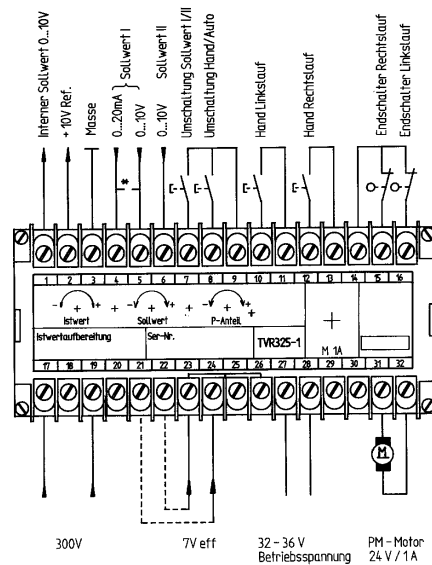 Interner Sollwert 0...10V
+10V Ref.
Masse
0...20mA
Sollwert I
0...10V
0...10V Sollwert II
Umschaltung Sollwert I/II
Umschaltung Hand/Auto
Hand Linkslauf
Hand Rechtslauf
Endschalter Rechtslauf
Endschalter Linkslauf
*
1 2 3 4 5 6 7 8 9 10 11 12 13 14 15 16
- + - + - + +
+ + +
Istwert Sollwert P-Anteil
Istwertaufbereitung Ser-Nr. TVR325-1 M 1A
17 18 19 20 21 22 23 24 25 26 27 28 29 30 31 32
M
300V 7V eff 32-36 V PM - Motor
Betriebsspannung 24 V / 1 A